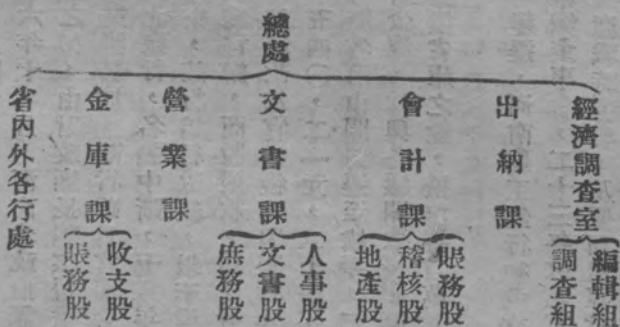 總處
經濟調查室
編輯組
調查組
出納課
會計課
賬務股
稽核股
地產股
文書課
人事股
文書股
庶務股
營業課
金庫課
收支股
賬務股
省內外各行處